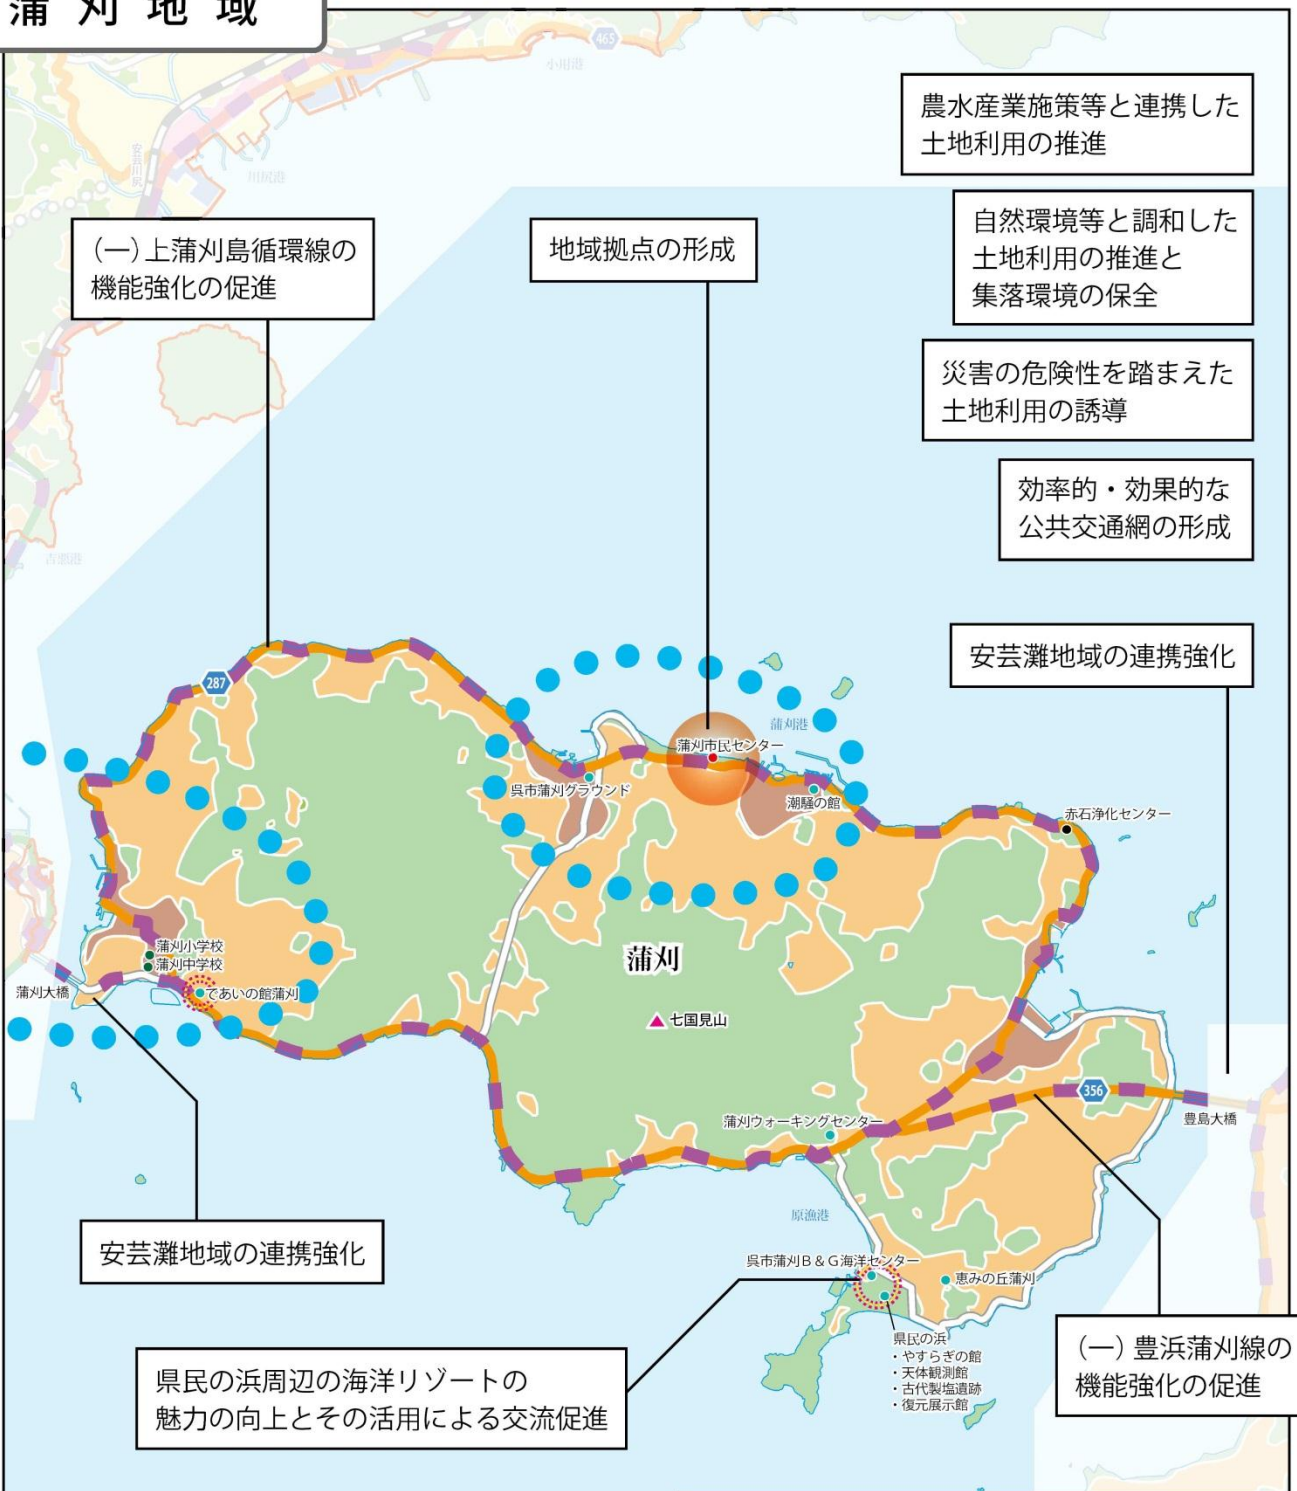 蒲刈地域
465
小用港
安芸川尻
川尻港
農水産業施策等と連携した
土地利用の推進
自然環境等と調和した
土地利用の推進と
集落環境の保全
(一)上蒲刈島循環線の
機能強化の促進
地域拠点の形成
災害の危険性を踏まえた
土地利用の誘導
効率的・効果的な
公共交通網の形成
安芸灘地域の連携強化
287
蒲刈港
蒲刈市民センター
呉市蒲刈グラウンド
潮騒の館
赤石浄化センター
蒲刈小学校
蒲刈中学校
であいの館蒲刈
蒲刈大橋
蒲刈
七国見山
356
豊島大橋
蒲刈ウォーキングセンター
原漁港
安芸灘地域の連携強化
呉市蒲刈B&G海洋センター
恵みの丘蒲刈
県民の浜
・やすらぎの館
・天体観測館
・古代製塩遺跡
・復元展示館
県民の浜周辺の海洋リゾートの
魅力の向上とその活用による交流促進
(一)豊浜蒲刈線の
機能強化の促進